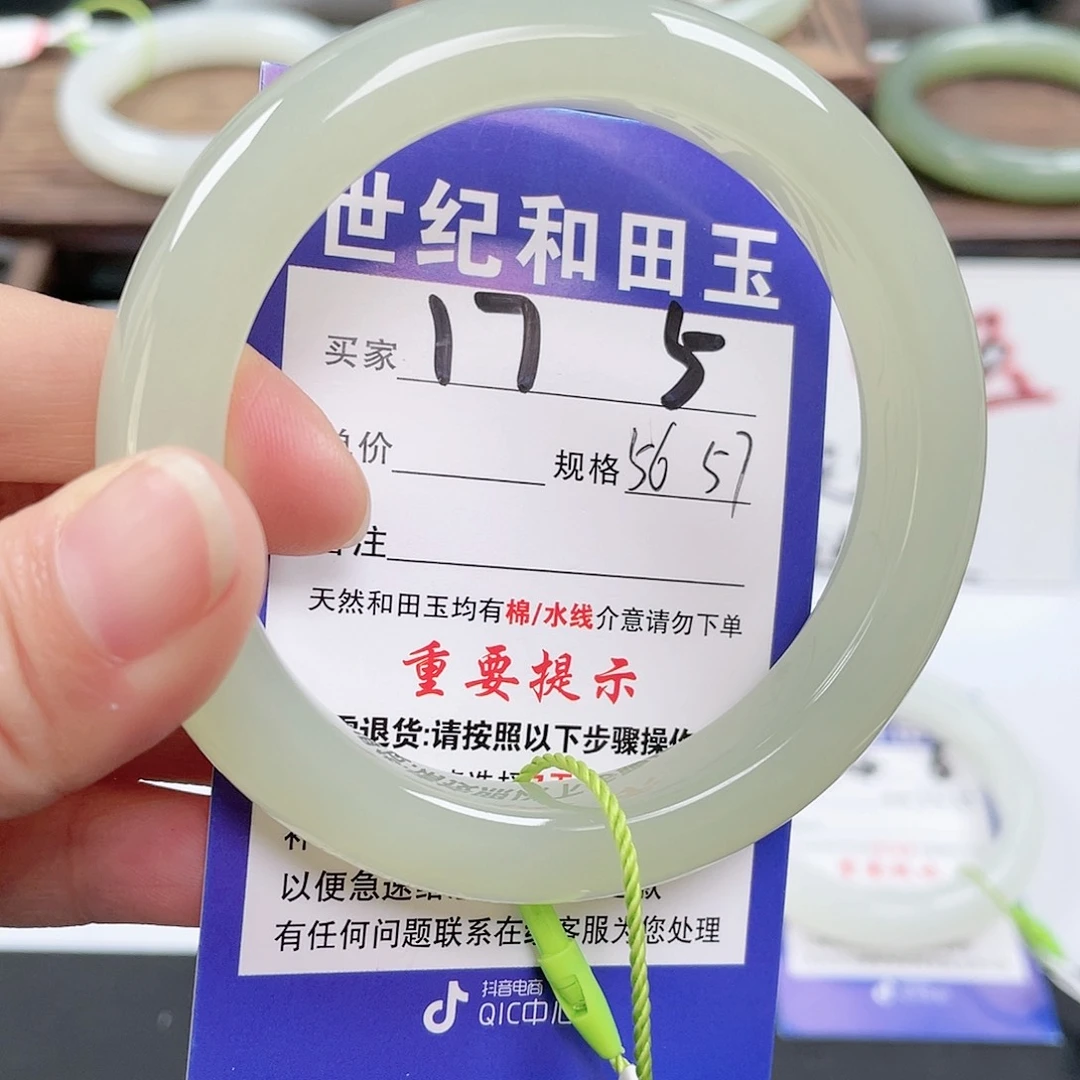 世纪和田玉
买家 17 5
价 规格 56 57
注
天然和田玉均有棉/水线介意请勿下单
重要提示
退货:请按照以下步骤操作
以便急速
有任何问题联系在 客服为您处理
抖音电商
QIC中心